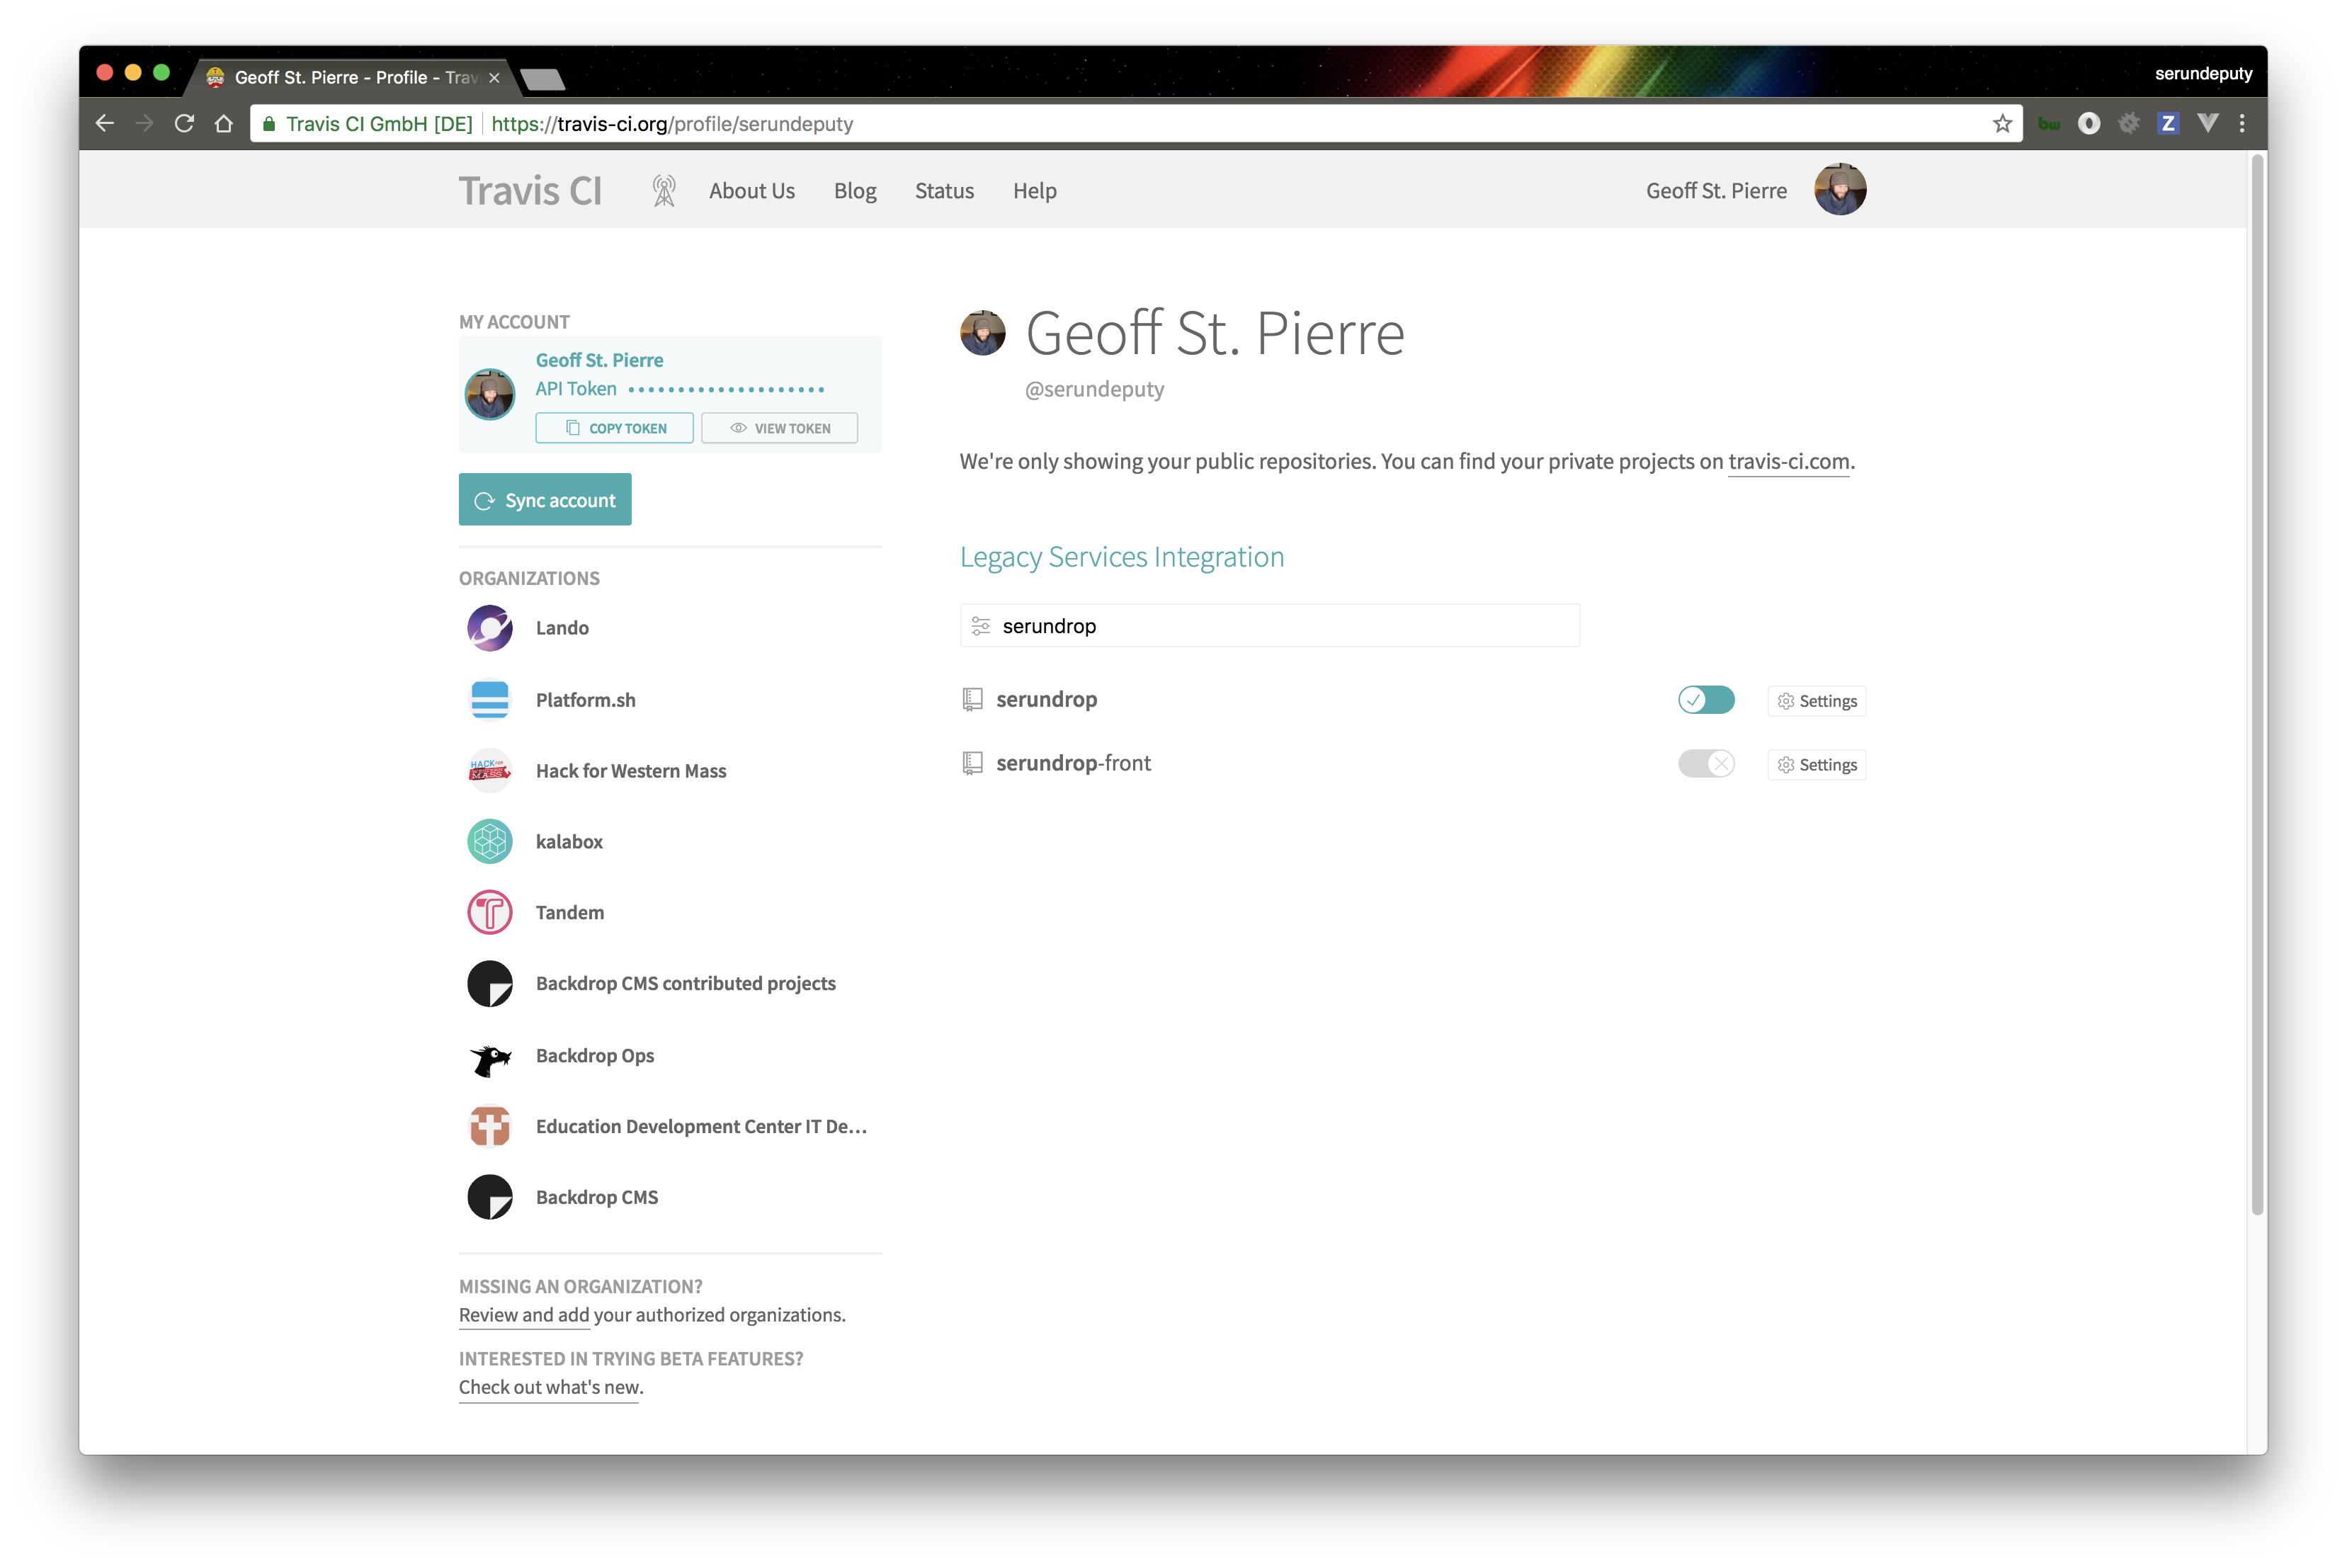 Geoff St. Pierre - Profile - Trav
serundeputy
Travis CI GmbH [DE] https://travis-ci.org/profile/serundeputy
bw
Z
Travis CI About Us Blog Status Help Geoff St. Pierre
MY ACCOUNT
Geoff St. Pierre
API Token
COPY TOKEN VIEW TOKEN
Sync account
ORGANIZATIONS
Lando
Platform.sh
HACK FOR
WESTERN
MASS
Hack for Western Mass
kalabox
Tandem
Backdrop CMS contributed projects
Backdrop Ops
Education Development Center IT De…
Backdrop CMS
MISSING AN ORGANIZATION?
Review and add your authorized organizations.
INTERESTED IN TRYING BETA FEATURES?
Check out what's new.
Geoff St. Pierre
@serundeputy
We're only showing your public repositories. You can find your private projects on travis-ci.com.
Legacy Services Integration
serundrop
serundrop Settings
serundrop-front Settings